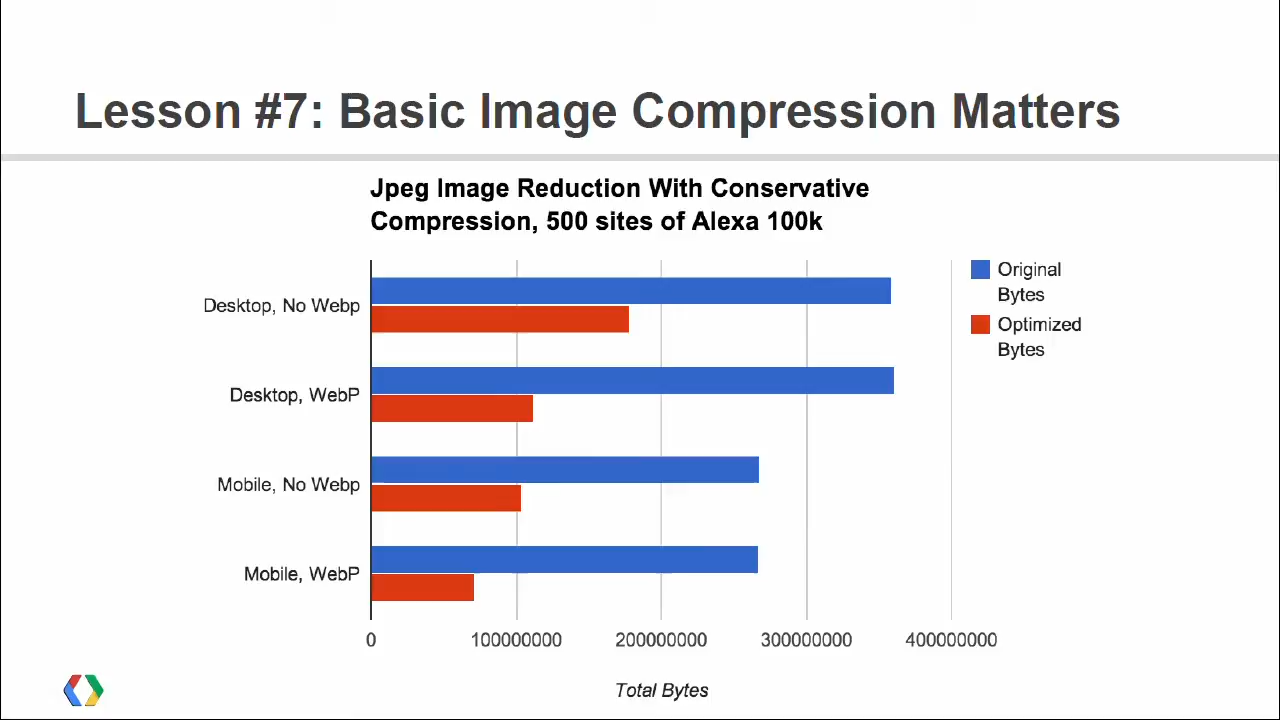 Lesson #7: Basic Image Compression Matters
Jpeg Image Reduction With Conservative
Compression, 500 sites of Alexa 100k
Original
Bytes
Optimized
Bytes
Desktop, No Webp
Desktop, WebP
Mobile, No Webp
Mobile, WebP
0 100000000 200000000 300000000 400000000
Total Bytes